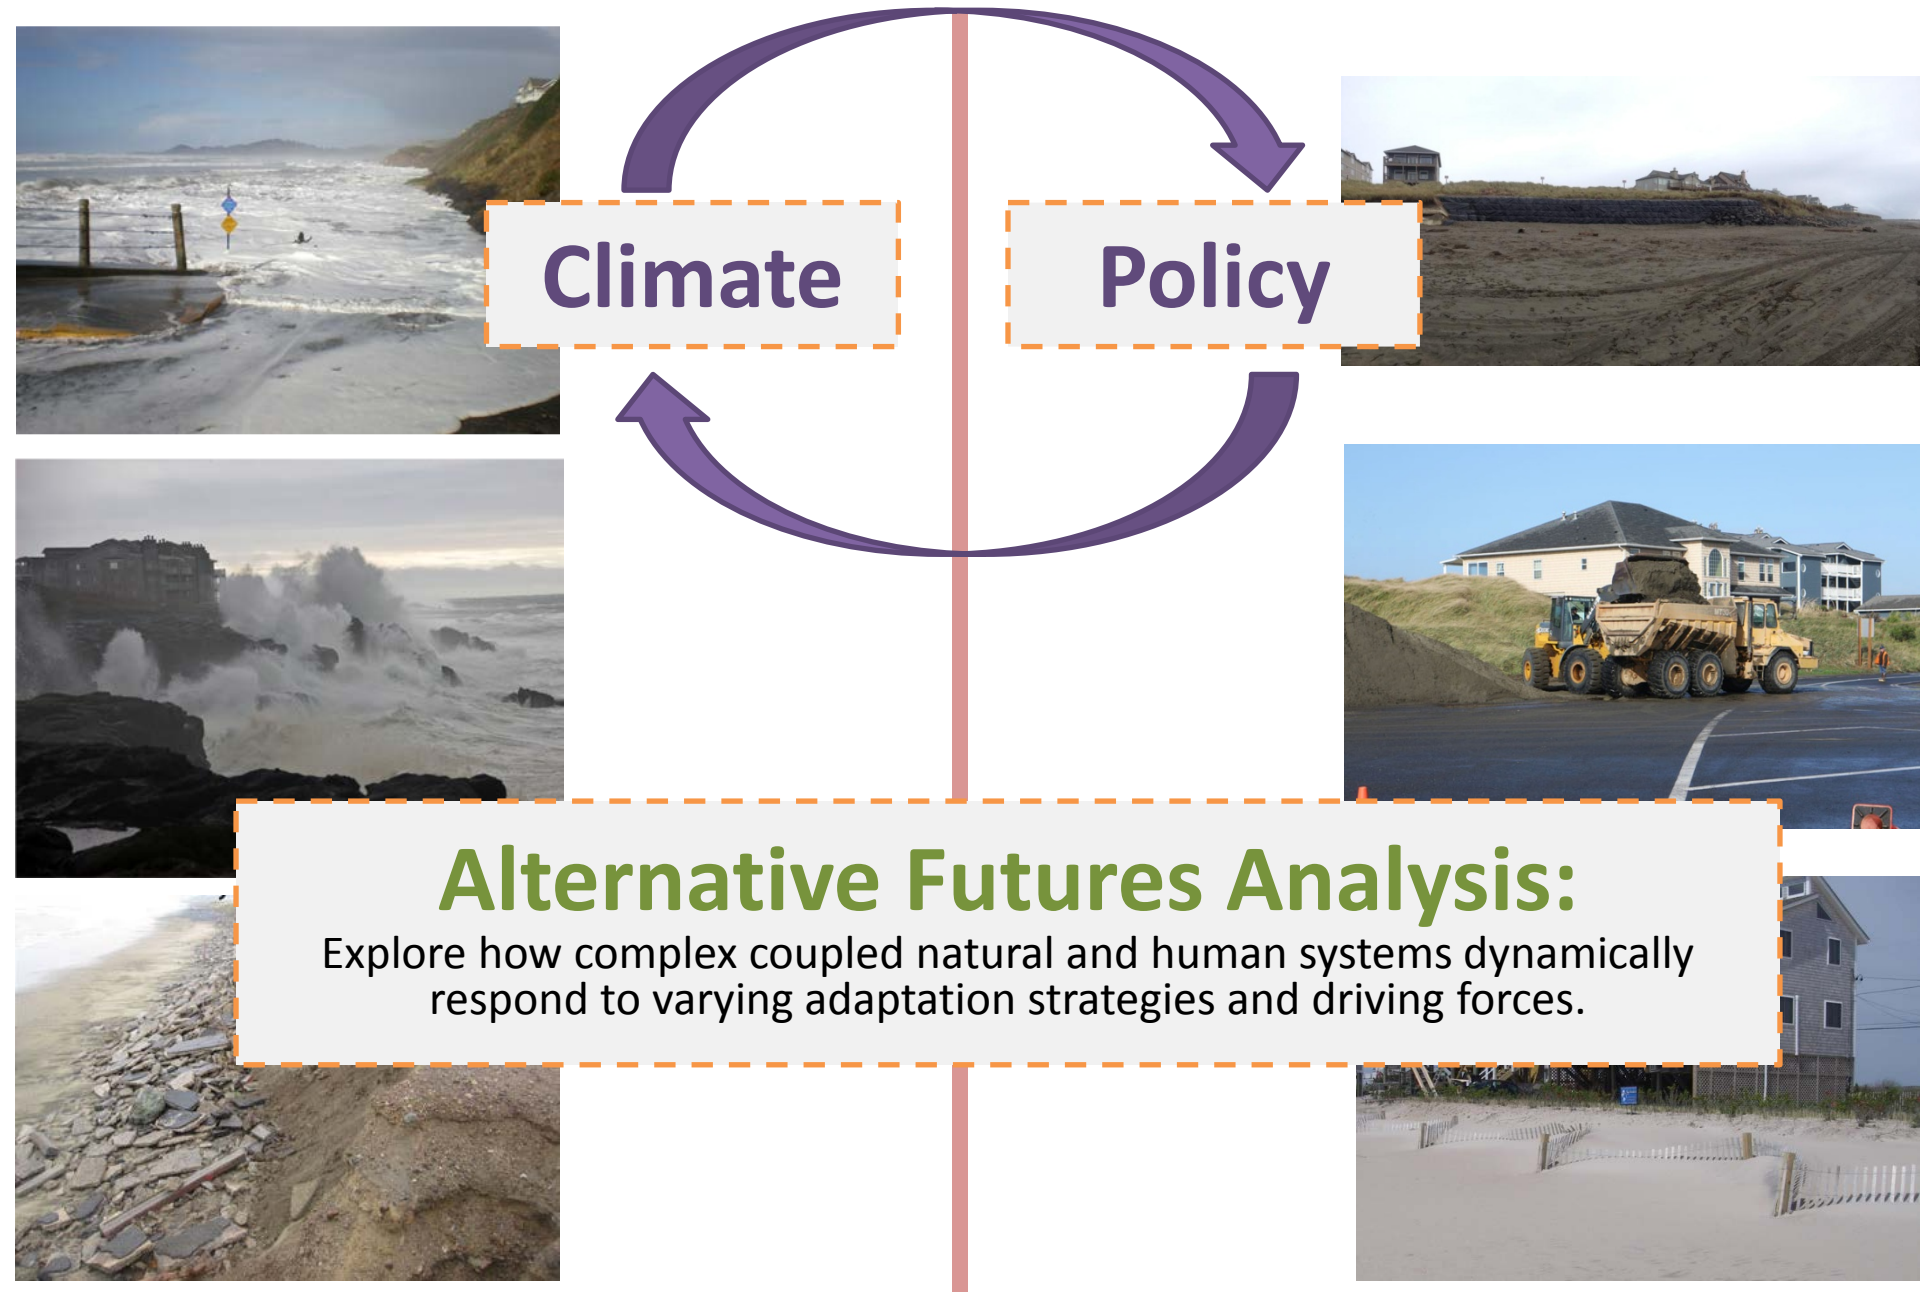 Climate
Policy
Alternative Futures Analysis:
Explore how complex coupled natural and human systems dynamically
respond to varying adaptation strategies and driving forces.